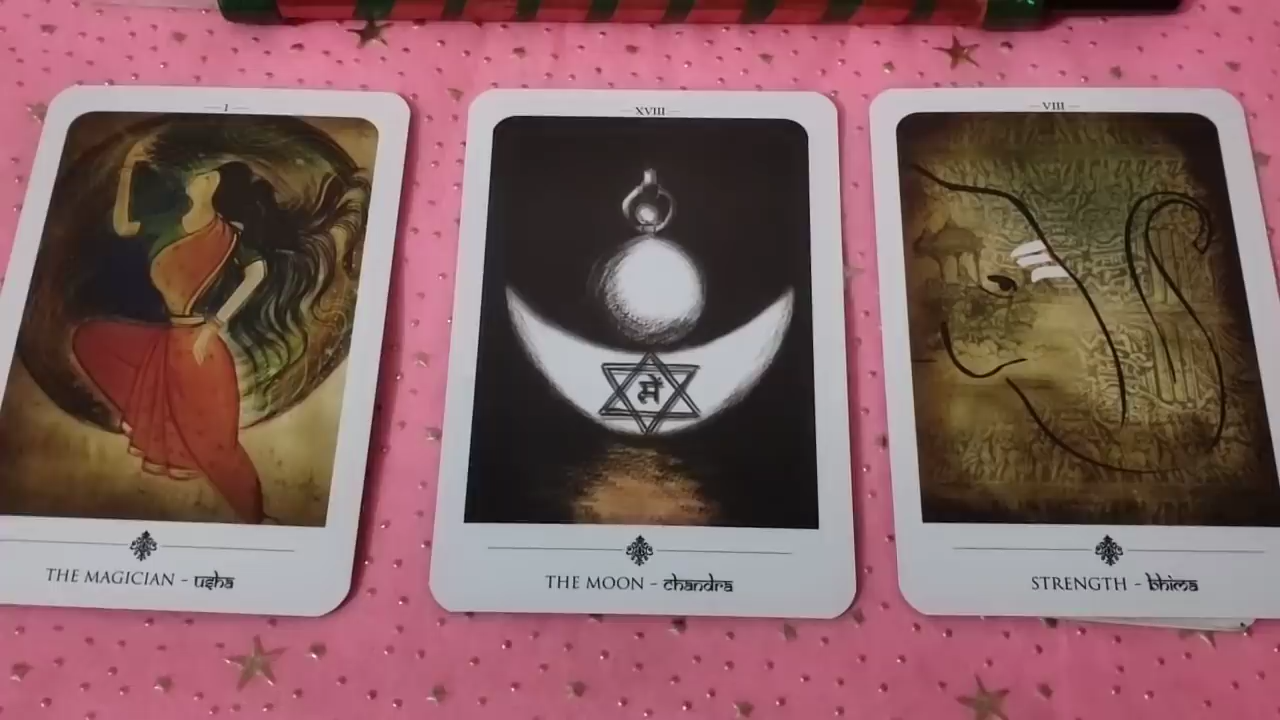 I
THE MAGICIAN - usha
XVIII
में
THE MOON - chandra
VIII
STRENGTH - bhima